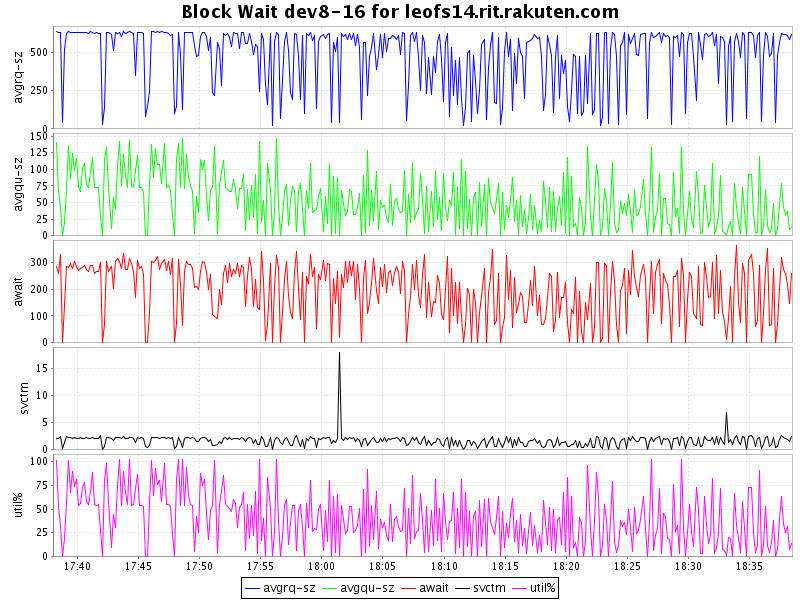 Block Wait dev8-16 for leofs14.rit.rakuten.com
avgrq-sz
500
250
0
avgqu-sz
150
125
100
75
50
25
0
await
300
200
100
0
svctm
15
10
5
0
util%
100
75
50
25
0
17:40 17:45 17:50 17:55 18:00 18:05 18:10 18:15 18:20 18:25 18:30 18:35
avgrq-sz avgqu-sz await svctm util%